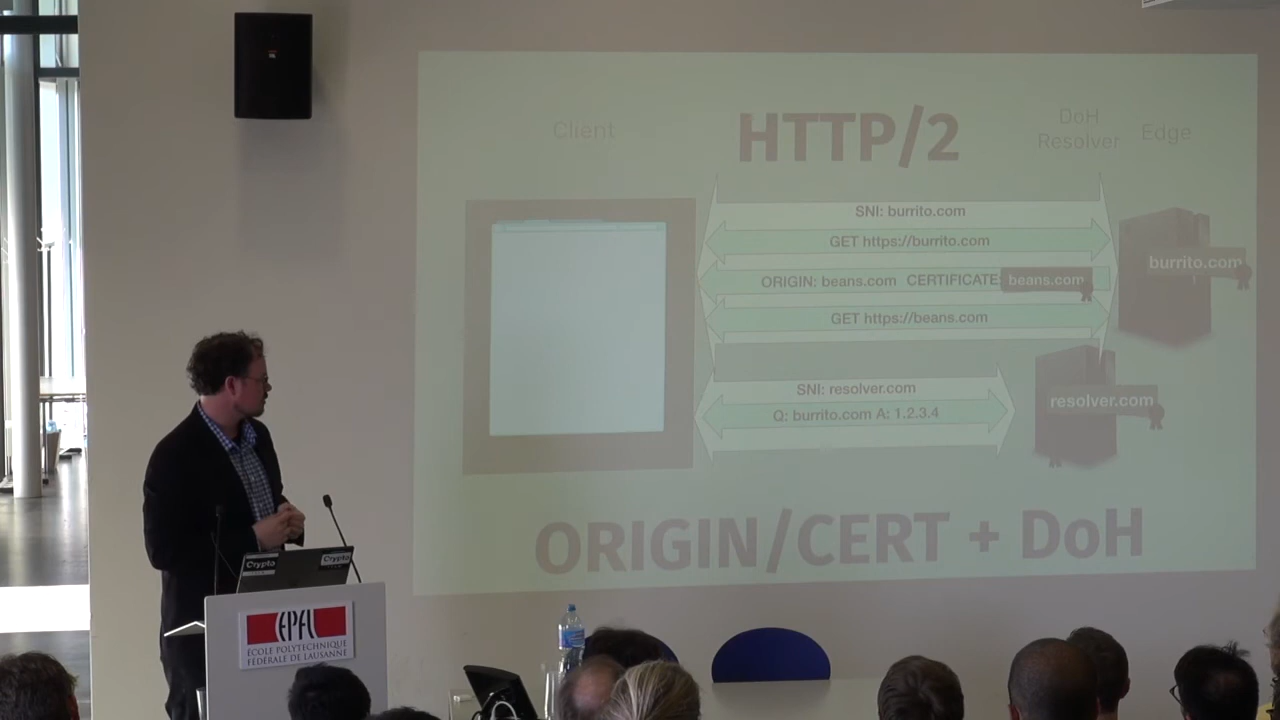 Client
HTTP/2
DoH
Resolver
Edge
SNI: burrito.com
GET https://burrito.com
burrito.com
ORIGIN: beans.com CERTIFICATE: beans.com
GET https://beans.com
SNI: resolver.com
Q: burrito.com A: 1.2.3.4
resolver.com
ORIGIN/CERT + DoH
Crypto
Crypto
EPFL
ÉCOLE POLYTECHNIQUE
FÉDÉRALE DE LAUSANNE